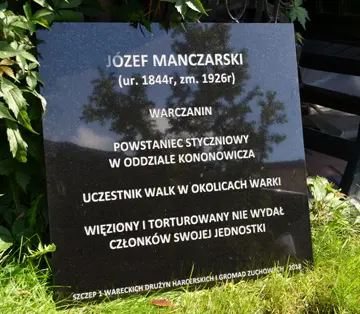 JÓZEF MANCZARSKI
(ur. 1844r, zm. 1926r)
WARCZANIN
POWSTANIEC STYCZNIOWY
W ODDZIALE KONONOWICZA
UCZESTNIK WALK W OKOLICACH WARKI
WIĘZIONY I TORTUROWANY NIE WYDAŁ
CZŁONKÓW SWOJEJ JEDNOSTKI
SZCZEP 1 WARECKICH DRUŻYN HARCERSKICH I GROMAD ZUCHOWYCH 2018